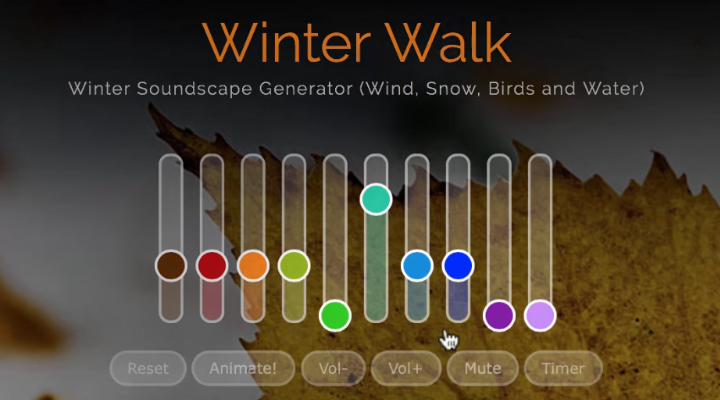 Winter Walk
Winter Soundscape Generator (Wind, Snow, Birds and Water)
Reset Animate! Vol- Vol+ Mute Timer